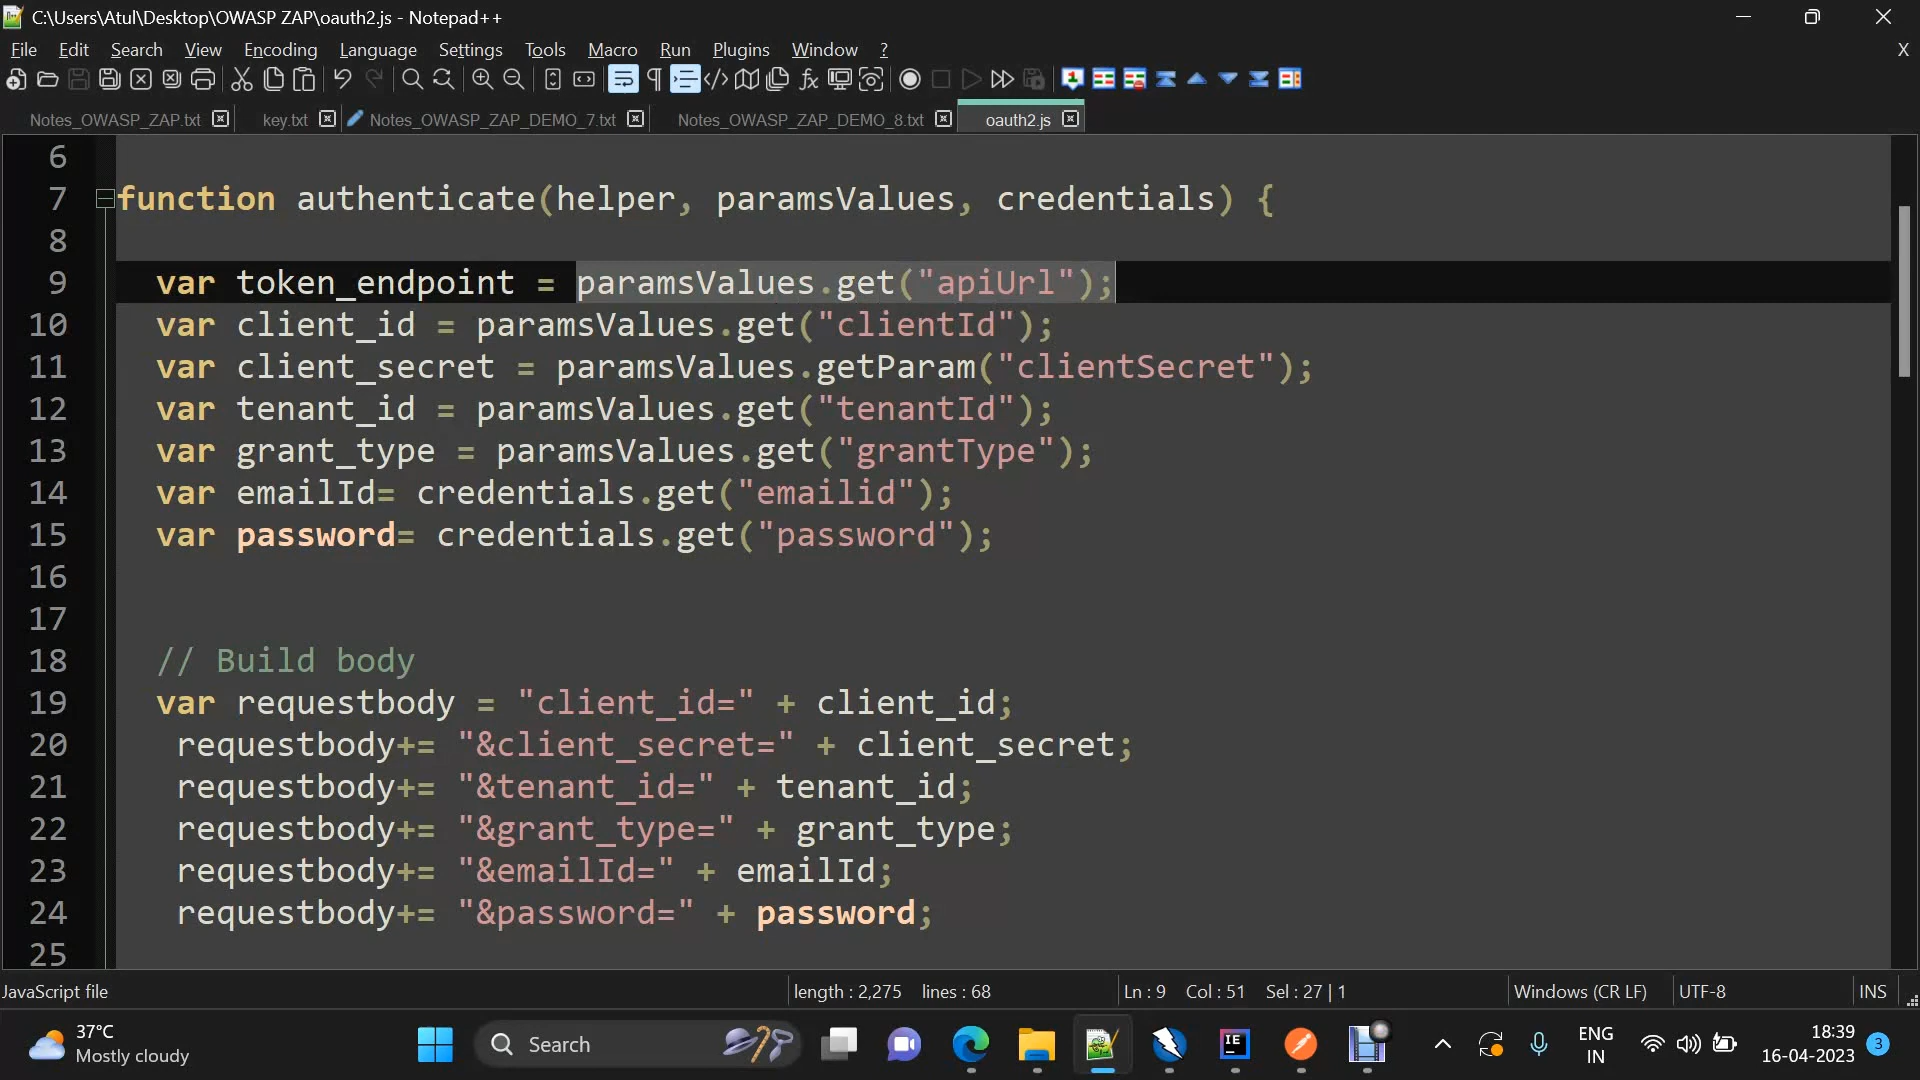 C:\Users\Atul\Desktop\OWASP ZAP\oauth2.js - Notepad++
File Edit Search View Encoding Language Settings Tools Macro Run Plugins Window ? X
Notes_OWASP_ZAP.txt key.txt Notes_OWASP_ZAP_DEMO_7.txt Notes_OWASP_ZAP_DEMO_8.txt oauth2.js
6
7 function authenticate(helper, paramsValues, credentials) {
8
9 var token_endpoint = paramsValues.get("apiUrl");
10 var client_id = paramsValues.get("clientId");
11 var client_secret = paramsValues.getParam("clientSecret");
12 var tenant_id = paramsValues.get("tenantId");
13 var grant_type = paramsValues.get("grantType");
14 var emailId= credentials.get("emailid");
15 var password= credentials.get("password");
16
17
18 // Build body
19 var requestbody = "client_id=" + client_id;
20 requestbody+= "&client_secret=" + client_secret;
21 requestbody+= "&tenant_id=" + tenant_id;
22 requestbody+= "&grant_type=" + grant_type;
23 requestbody+= "&emailId=" + emailId;
24 requestbody+= "&password=" + password;
25
JavaScript file length : 2,275 lines : 68 Ln : 9 Col : 51 Sel : 27 | 1 Windows (CR LF) UTF-8 INS
37°C
Mostly cloudy
Search
ENG
IN
18:39
16-04-2023
3